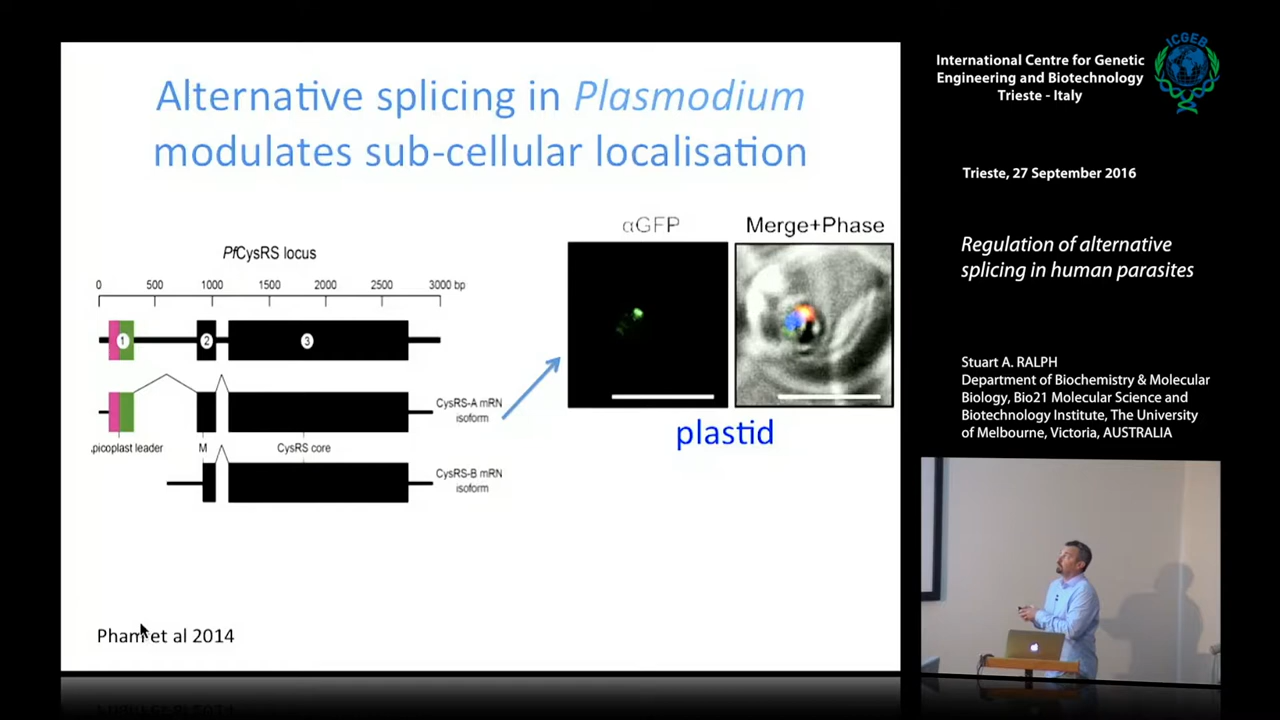 Alternative splicing in Plasmodium
modulates sub-cellular localisation
PfCysRS locus
0 500 1000 1500 2000 2500 3000 bp
1 2 3
CysRS-A mRN
isoform
picoplast leader M CysRS core
CysRS-B mRN
isoform
αGFP Merge+Phase
plastid
Pham et al 2014
International Centre for Genetic
Engineering and Biotechnology
Trieste - Italy
ICGEB
Trieste, 27 September 2016
Regulation of alternative
splicing in human parasites
Stuart A. RALPH
Department of Biochemistry & Molecular
Biology, Bio21 Molecular Science and
Biotechnology Institute, The University
of Melbourne, Victoria, AUSTRALIA